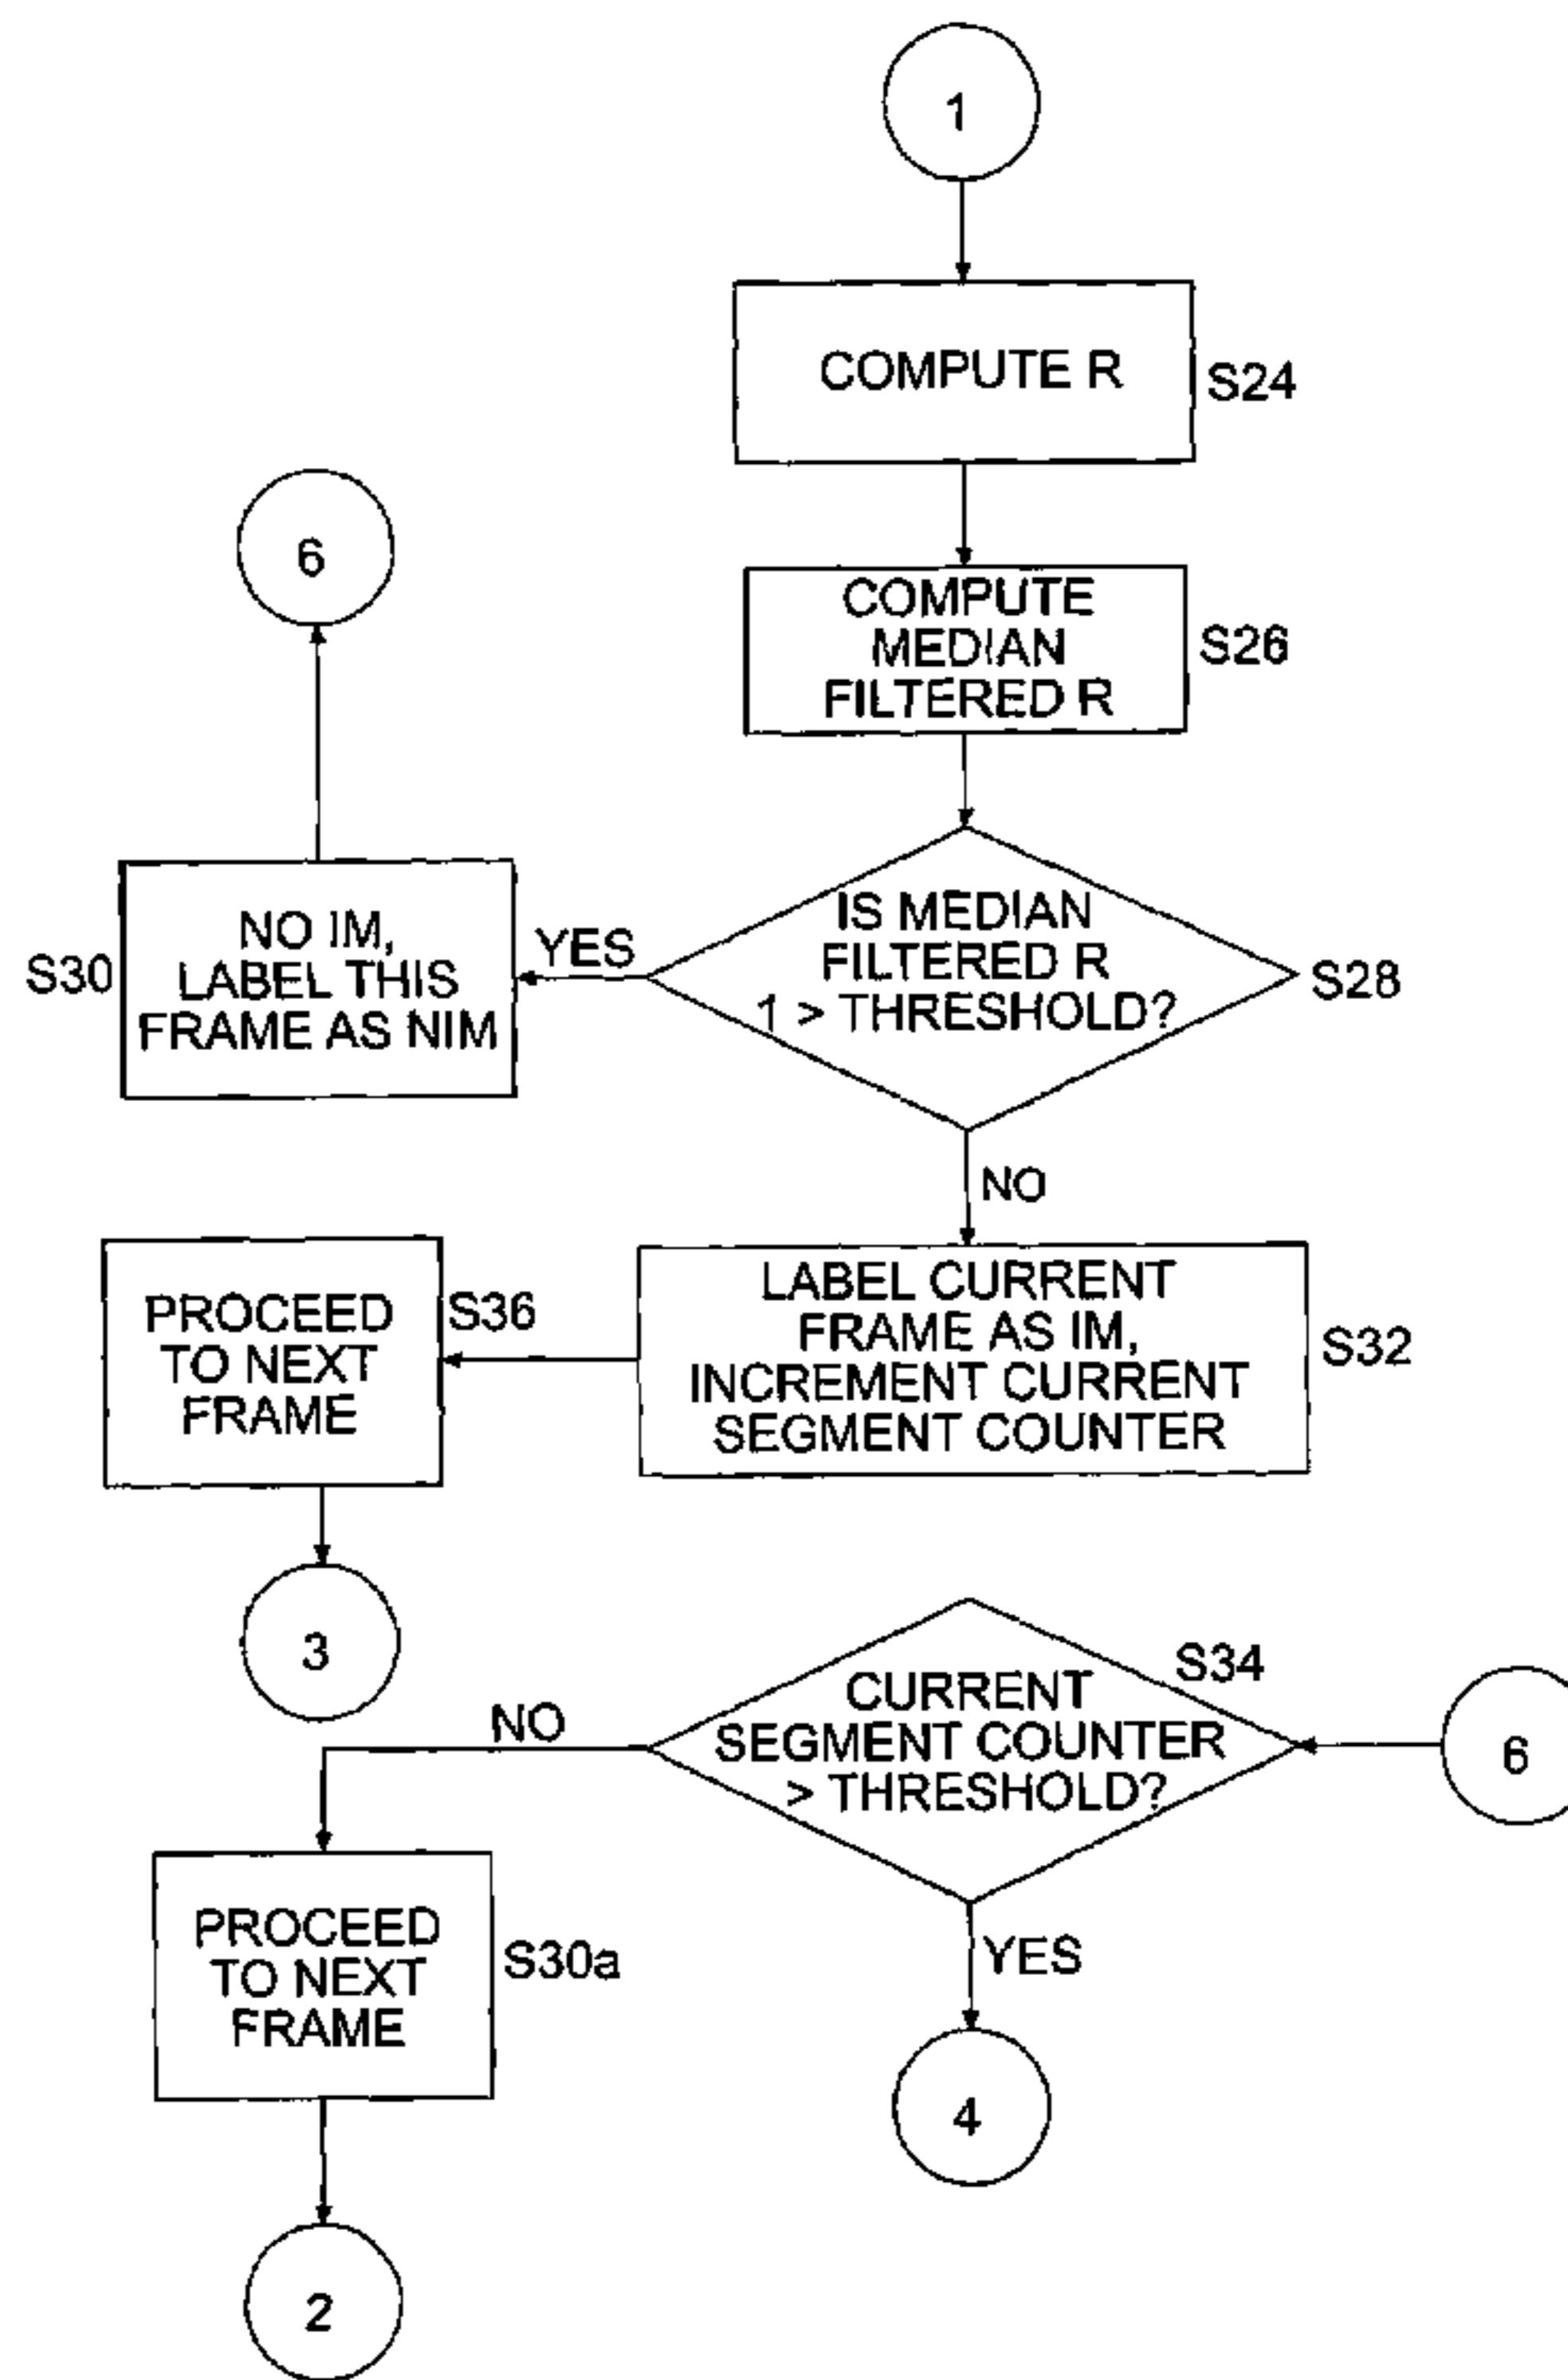 1
COMPUTE R
S24
6
COMPUTE
MEDIAN
FILTERED R
S26
IS MEDIAN
FILTERED R
1 > THRESHOLD?
S28
YES
NO IM,
LABEL THIS
FRAME AS NIM
S30
NO
LABEL CURRENT
FRAME AS IM,
INCREMENT CURRENT
SEGMENT COUNTER
S32
PROCEED
TO NEXT
FRAME
S36
3
CURRENT
SEGMENT COUNTER
> THRESHOLD?
S34
6
NO
PROCEED
TO NEXT
FRAME
S30a
YES
4
2